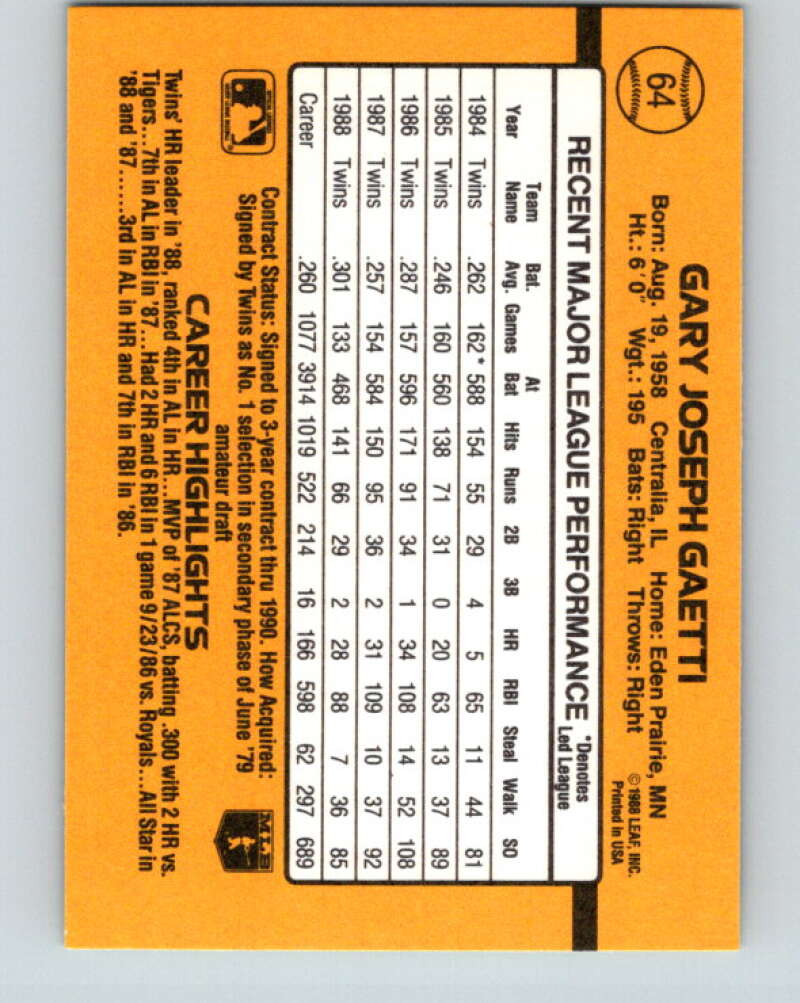 64
GARY JOSEPH GAETTI
Born: Aug. 19, 1958 Centralia, IL Home: Eden Prairie, MN
Ht.: 6'0" Wgt.: 195 Bats: Right Throws: Right
©1988 LEAF, INC.
Printed in USA
RECENT MAJOR LEAGUE PERFORMANCE *Denotes Led League
Year Team Name Bat. Avg. Games At Bat Hits Runs 2B 3B HR RBI Steal Walk SO
1984 Twins .262 162* 588 154 55 29 4 5 65 11 44 81
1985 Twins .246 160 560 138 71 31 0 20 63 13 37 89
1986 Twins .287 157 596 171 91 34 1 34 108 14 52 108
1987 Twins .257 154 584 150 95 36 2 31 109 10 37 92
1988 Twins .301 133 468 141 66 29 2 28 88 7 36 85
Career .260 1077 3914 1019 522 214 16 166 598 62 297 689
Contract Status: Signed to 3-year contract thru 1990. How Acquired:
Signed by Twins as No. 1 selection in secondary phase of June '79
amateur draft
MLB
CAREER HIGHLIGHTS
Twins' HR leader in '88, ranked 4th in AL in HR...MVP of '87 ALCS, batting .300 with 2 HR vs.
Tigers...7th in AL in RBI in '87...Had 2 HR and 6 RBI in 1 game 9/23/86 vs. Royals...All Star in
'88 and '87......3rd in AL in HR and 7th in RBI in '86.